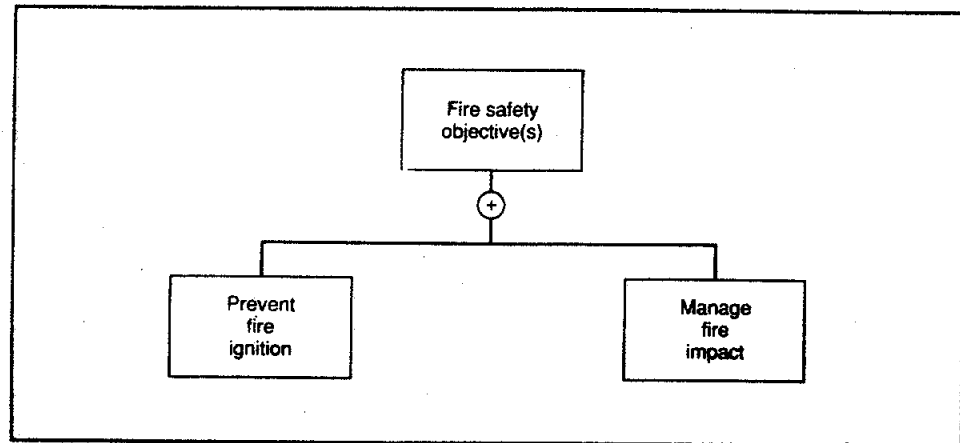 Fire safety
objective(s)
+
Prevent
fire
ignition
Manage
fire
impact